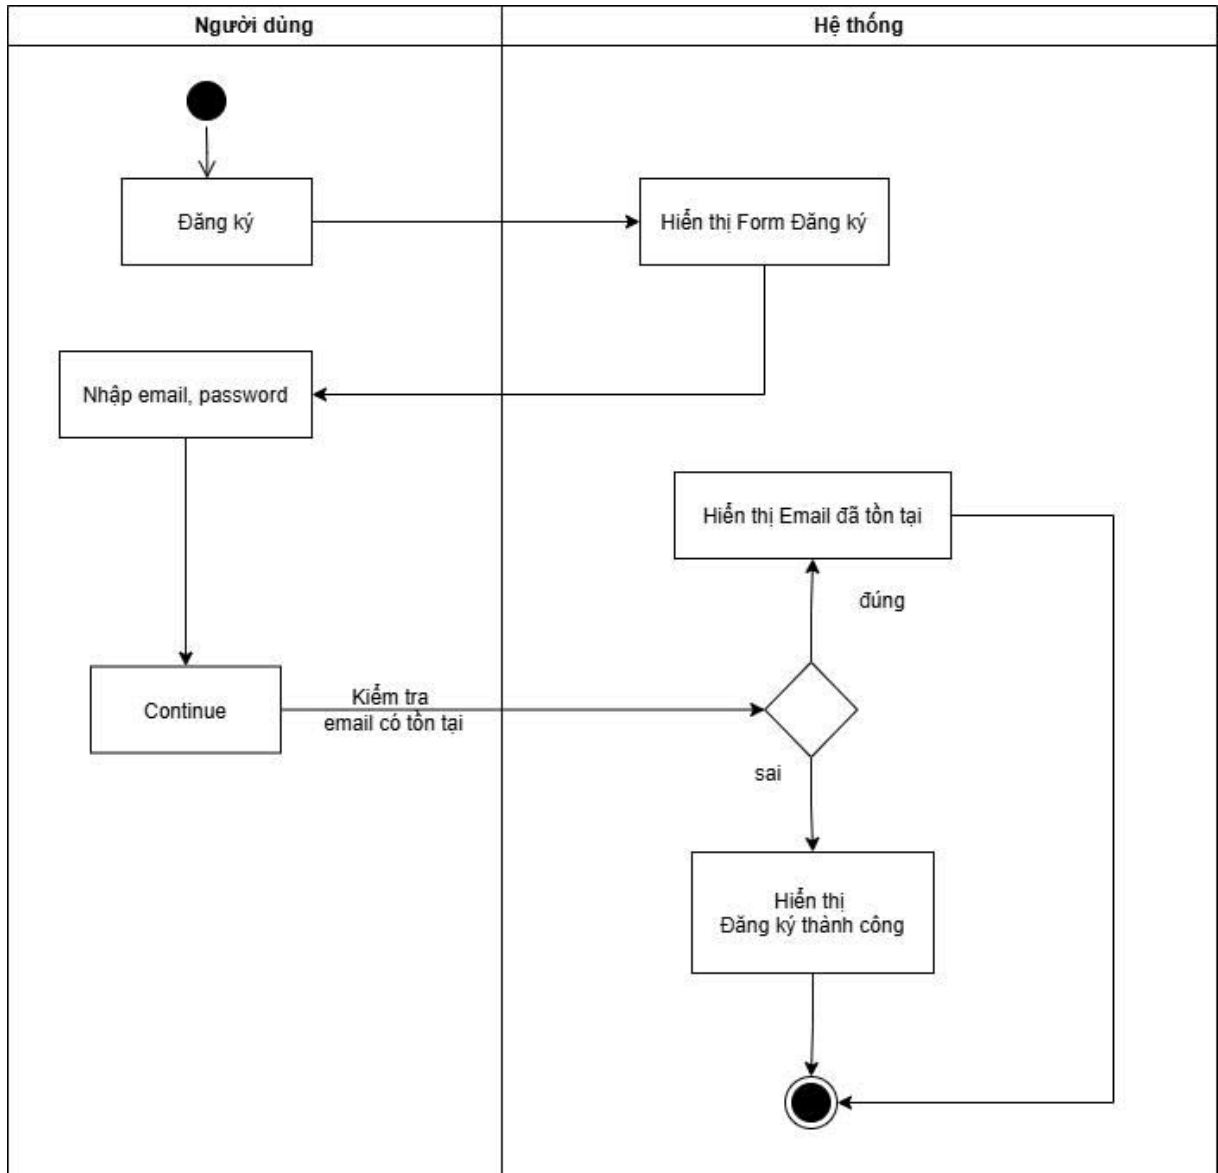 Người dùng
Hệ thống
Đăng ký
Hiển thị Form Đăng ký
Nhập email, password
Hiển thị Email đã tồn tại
đúng
Continue
Kiểm tra
email có tồn tại
sai
Hiển thị
Đăng ký thành công